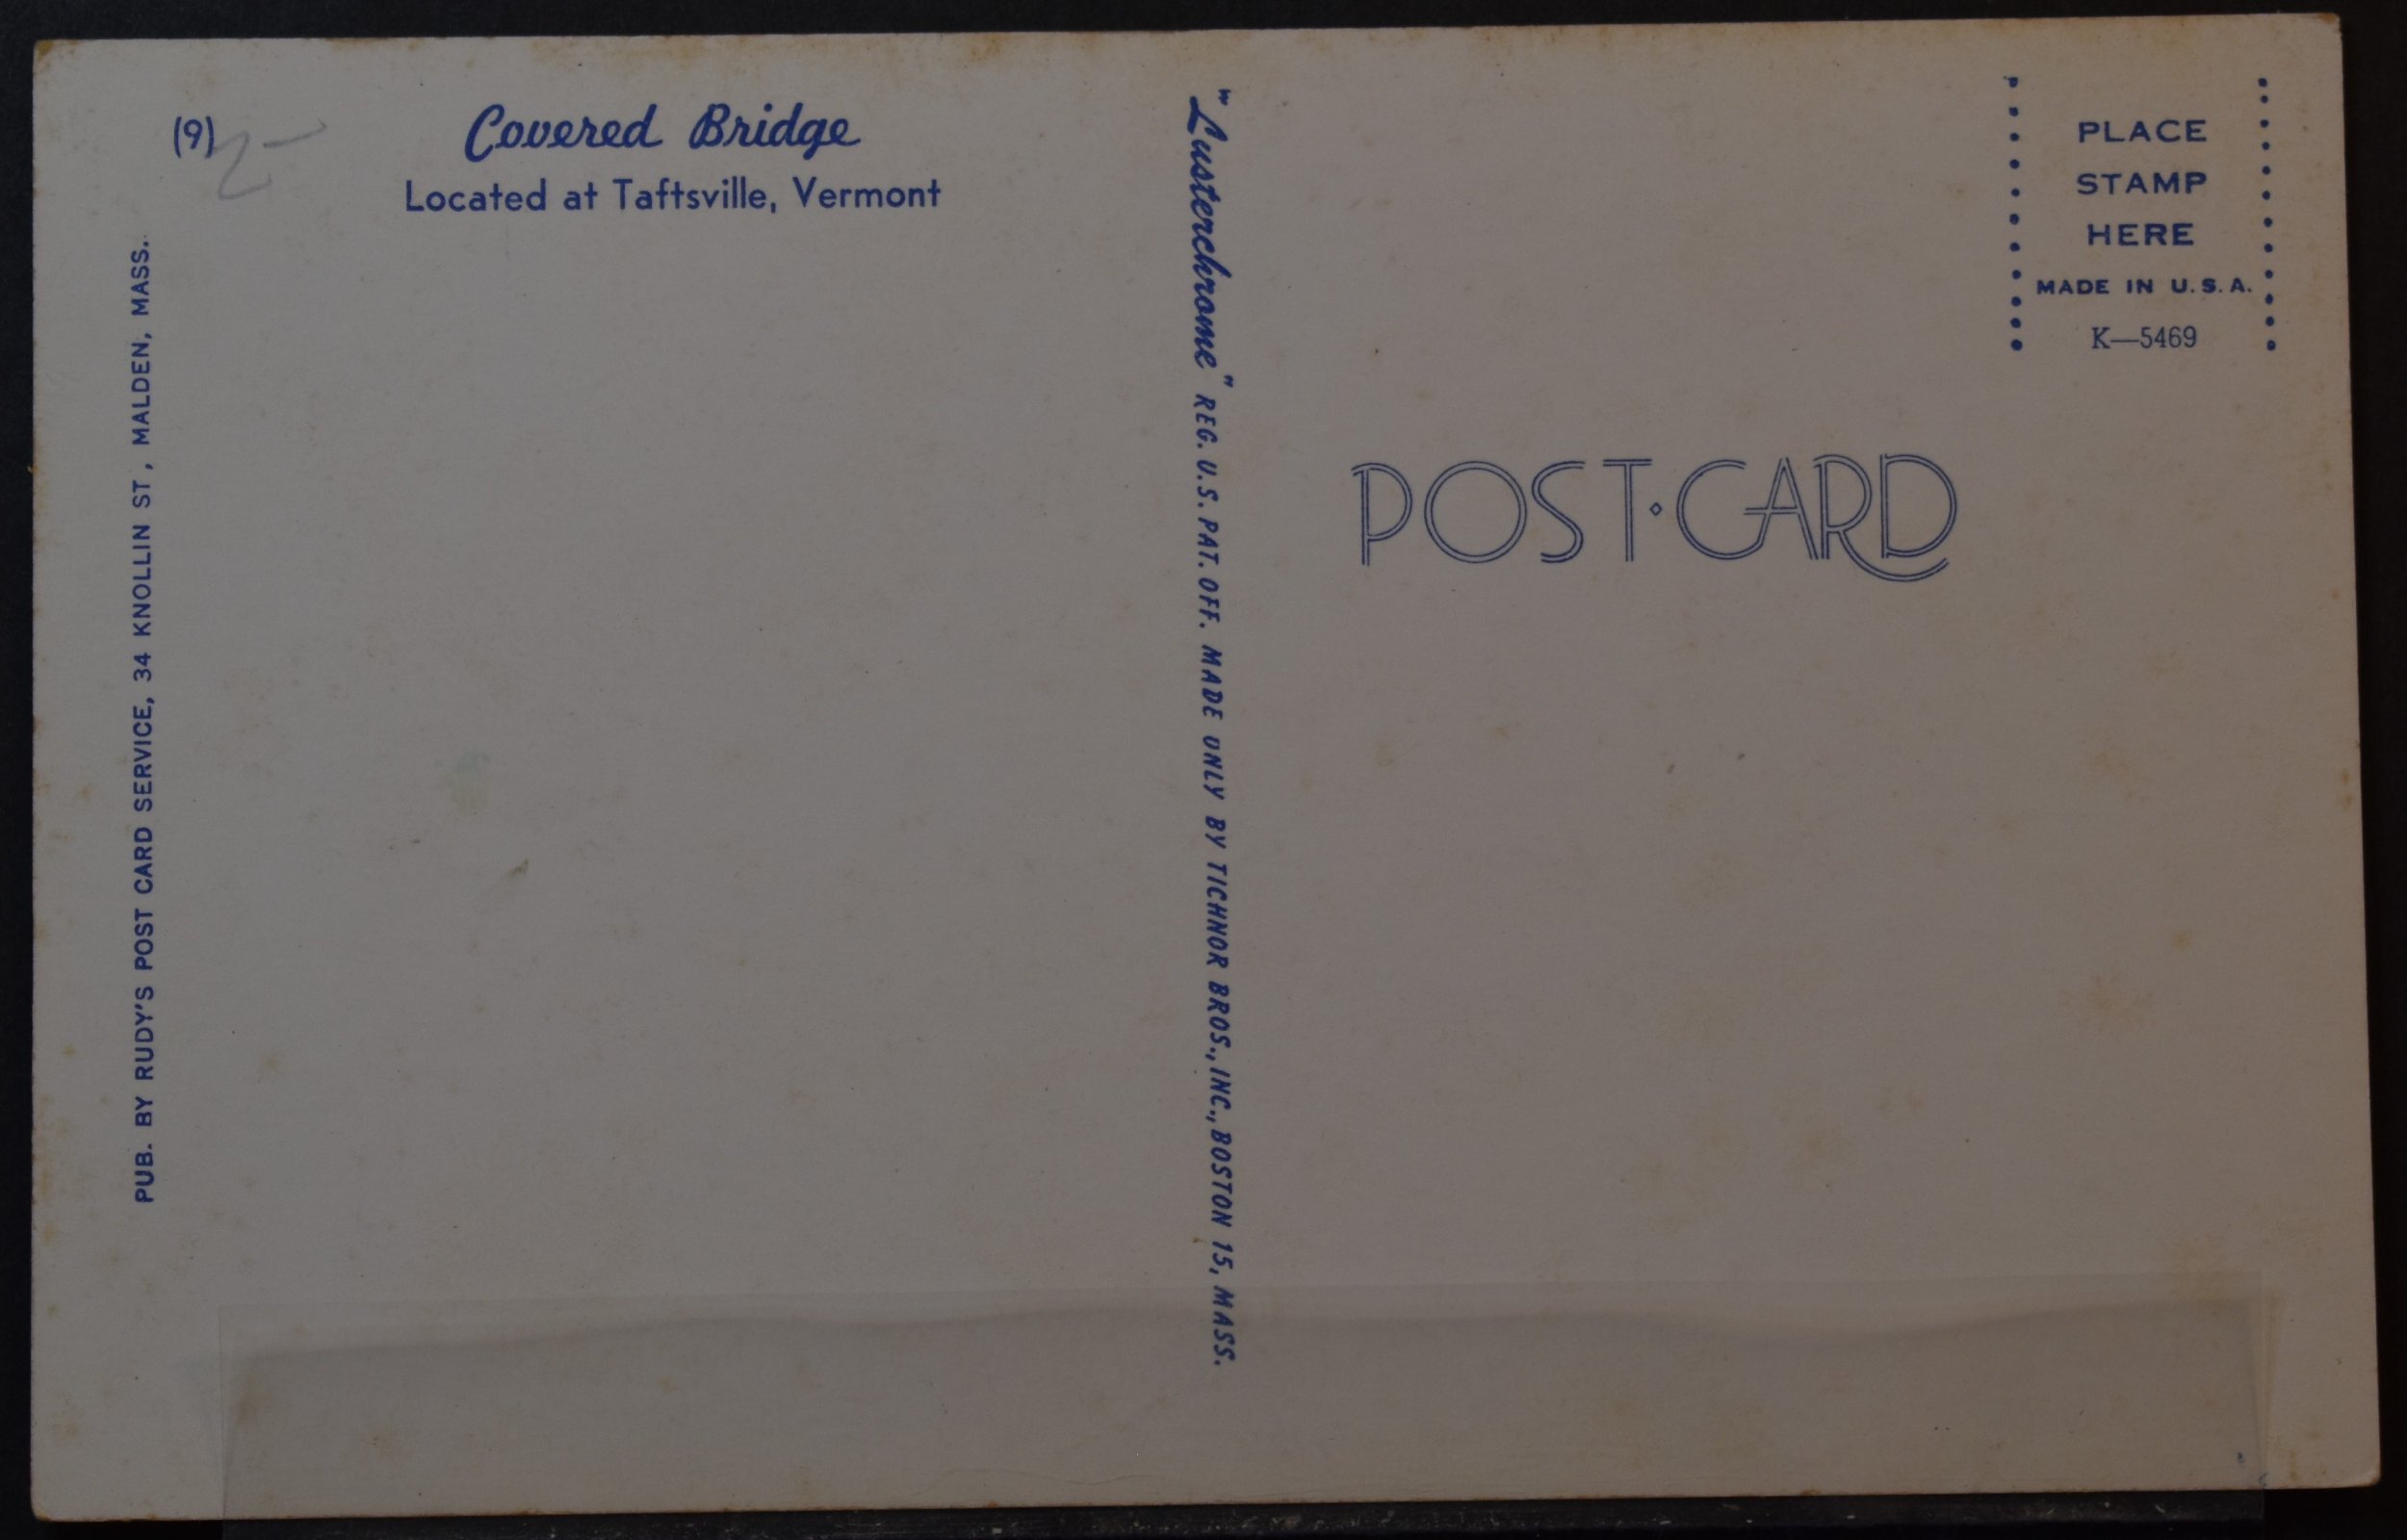 (9) 2-
Covered Bridge
Located at Taftsville, Vermont
PUB. BY RUDY'S POST CARD SERVICE, 34 KNOLLIN ST, MALDEN, MASS.
"Lusterchrome" REG. U.S. PAT. OFF. MADE ONLY BY TICHNOR BROS., INC., BOSTON 15, MASS.
PLACE
STAMP
HERE
MADE IN U.S.A.
K—5469
POST·CARD